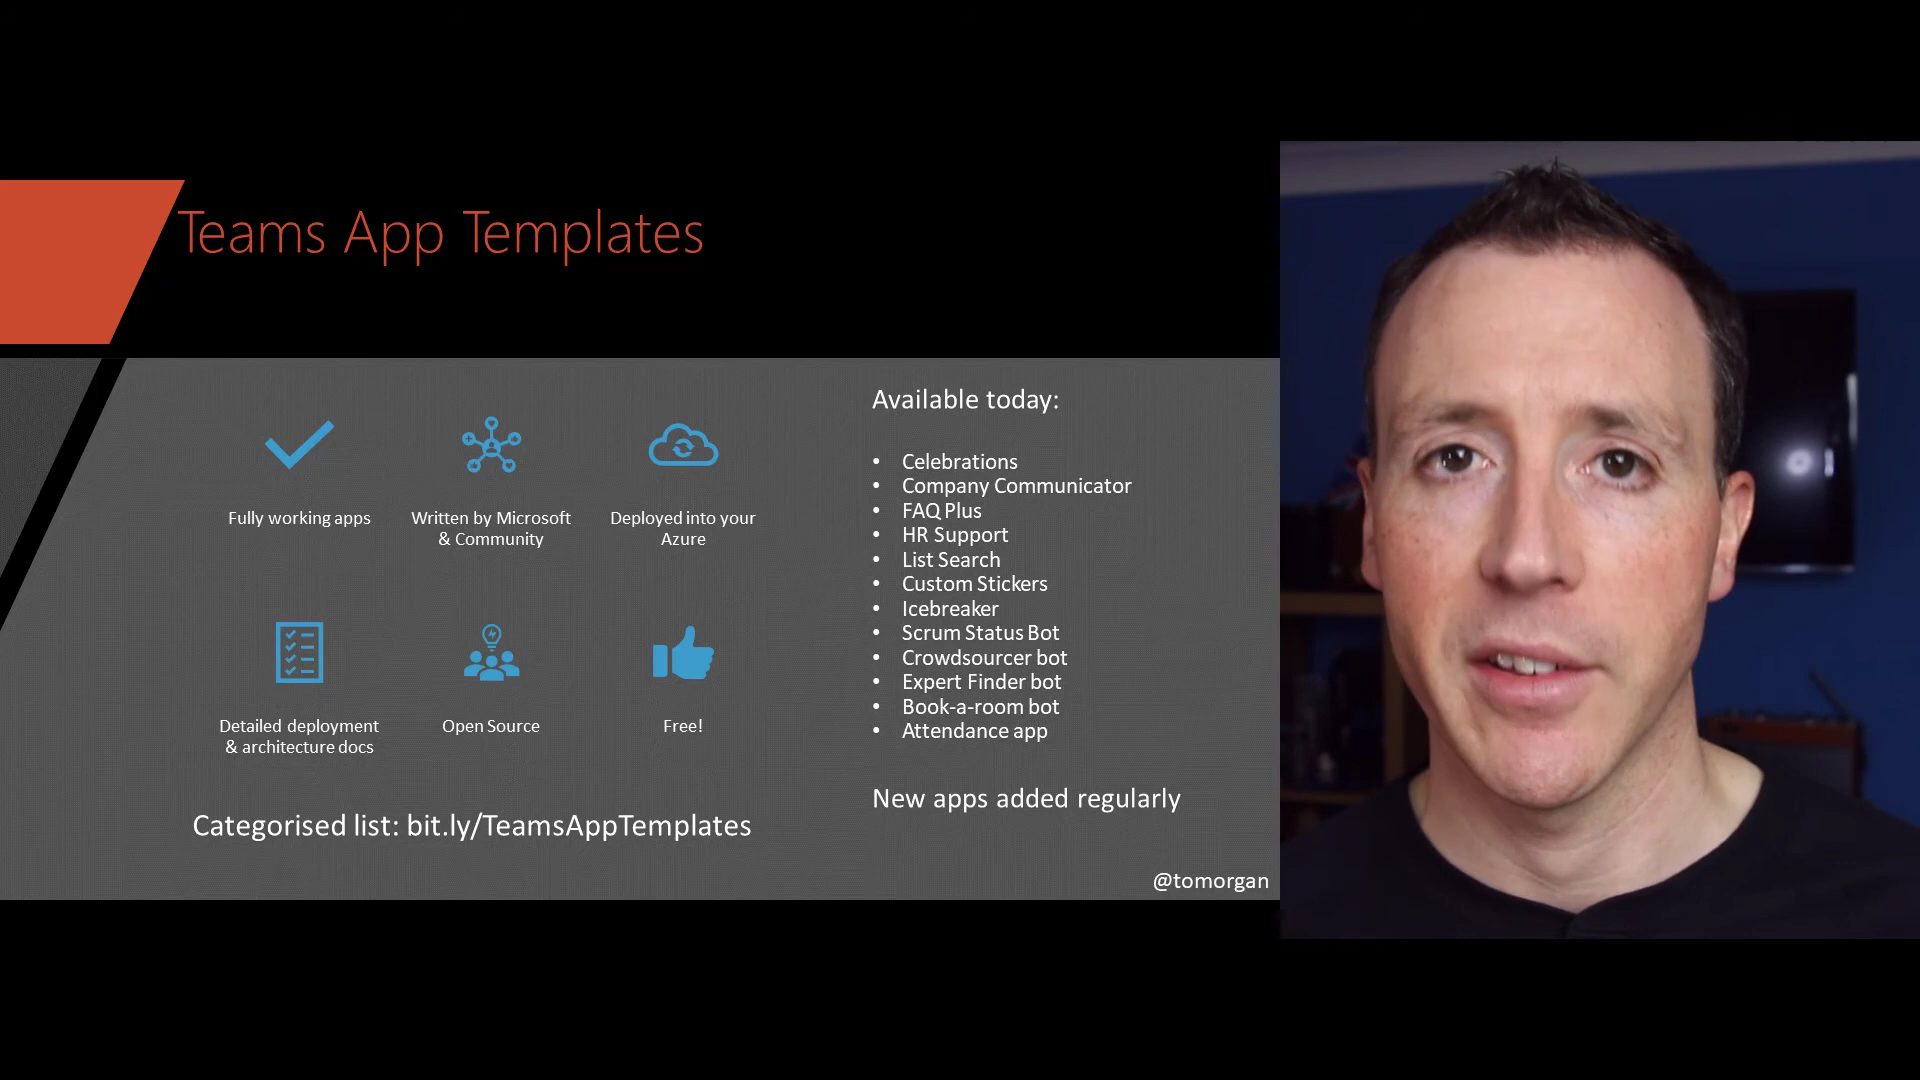 Teams App Templates
Fully working apps
Written by Microsoft
& Community
Deployed into your
Azure
Detailed deployment
& architecture docs
Open Source
Free!
Categorised list: bit.ly/TeamsAppTemplates
Available today:
• Celebrations
• Company Communicator
• FAQ Plus
• HR Support
• List Search
• Custom Stickers
• Icebreaker
• Scrum Status Bot
• Crowdsourcer bot
• Expert Finder bot
• Book-a-room bot
• Attendance app
New apps added regularly
@tomorgan